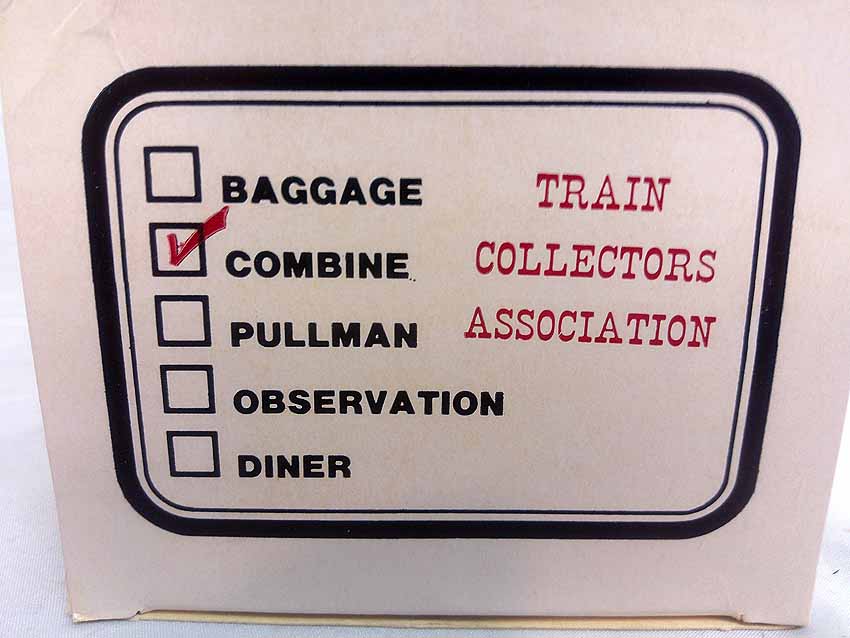 BAGGAGE
COMBINE
PULLMAN
OBSERVATION
DINER
TRAIN
COLLECTORS
ASSOCIATION